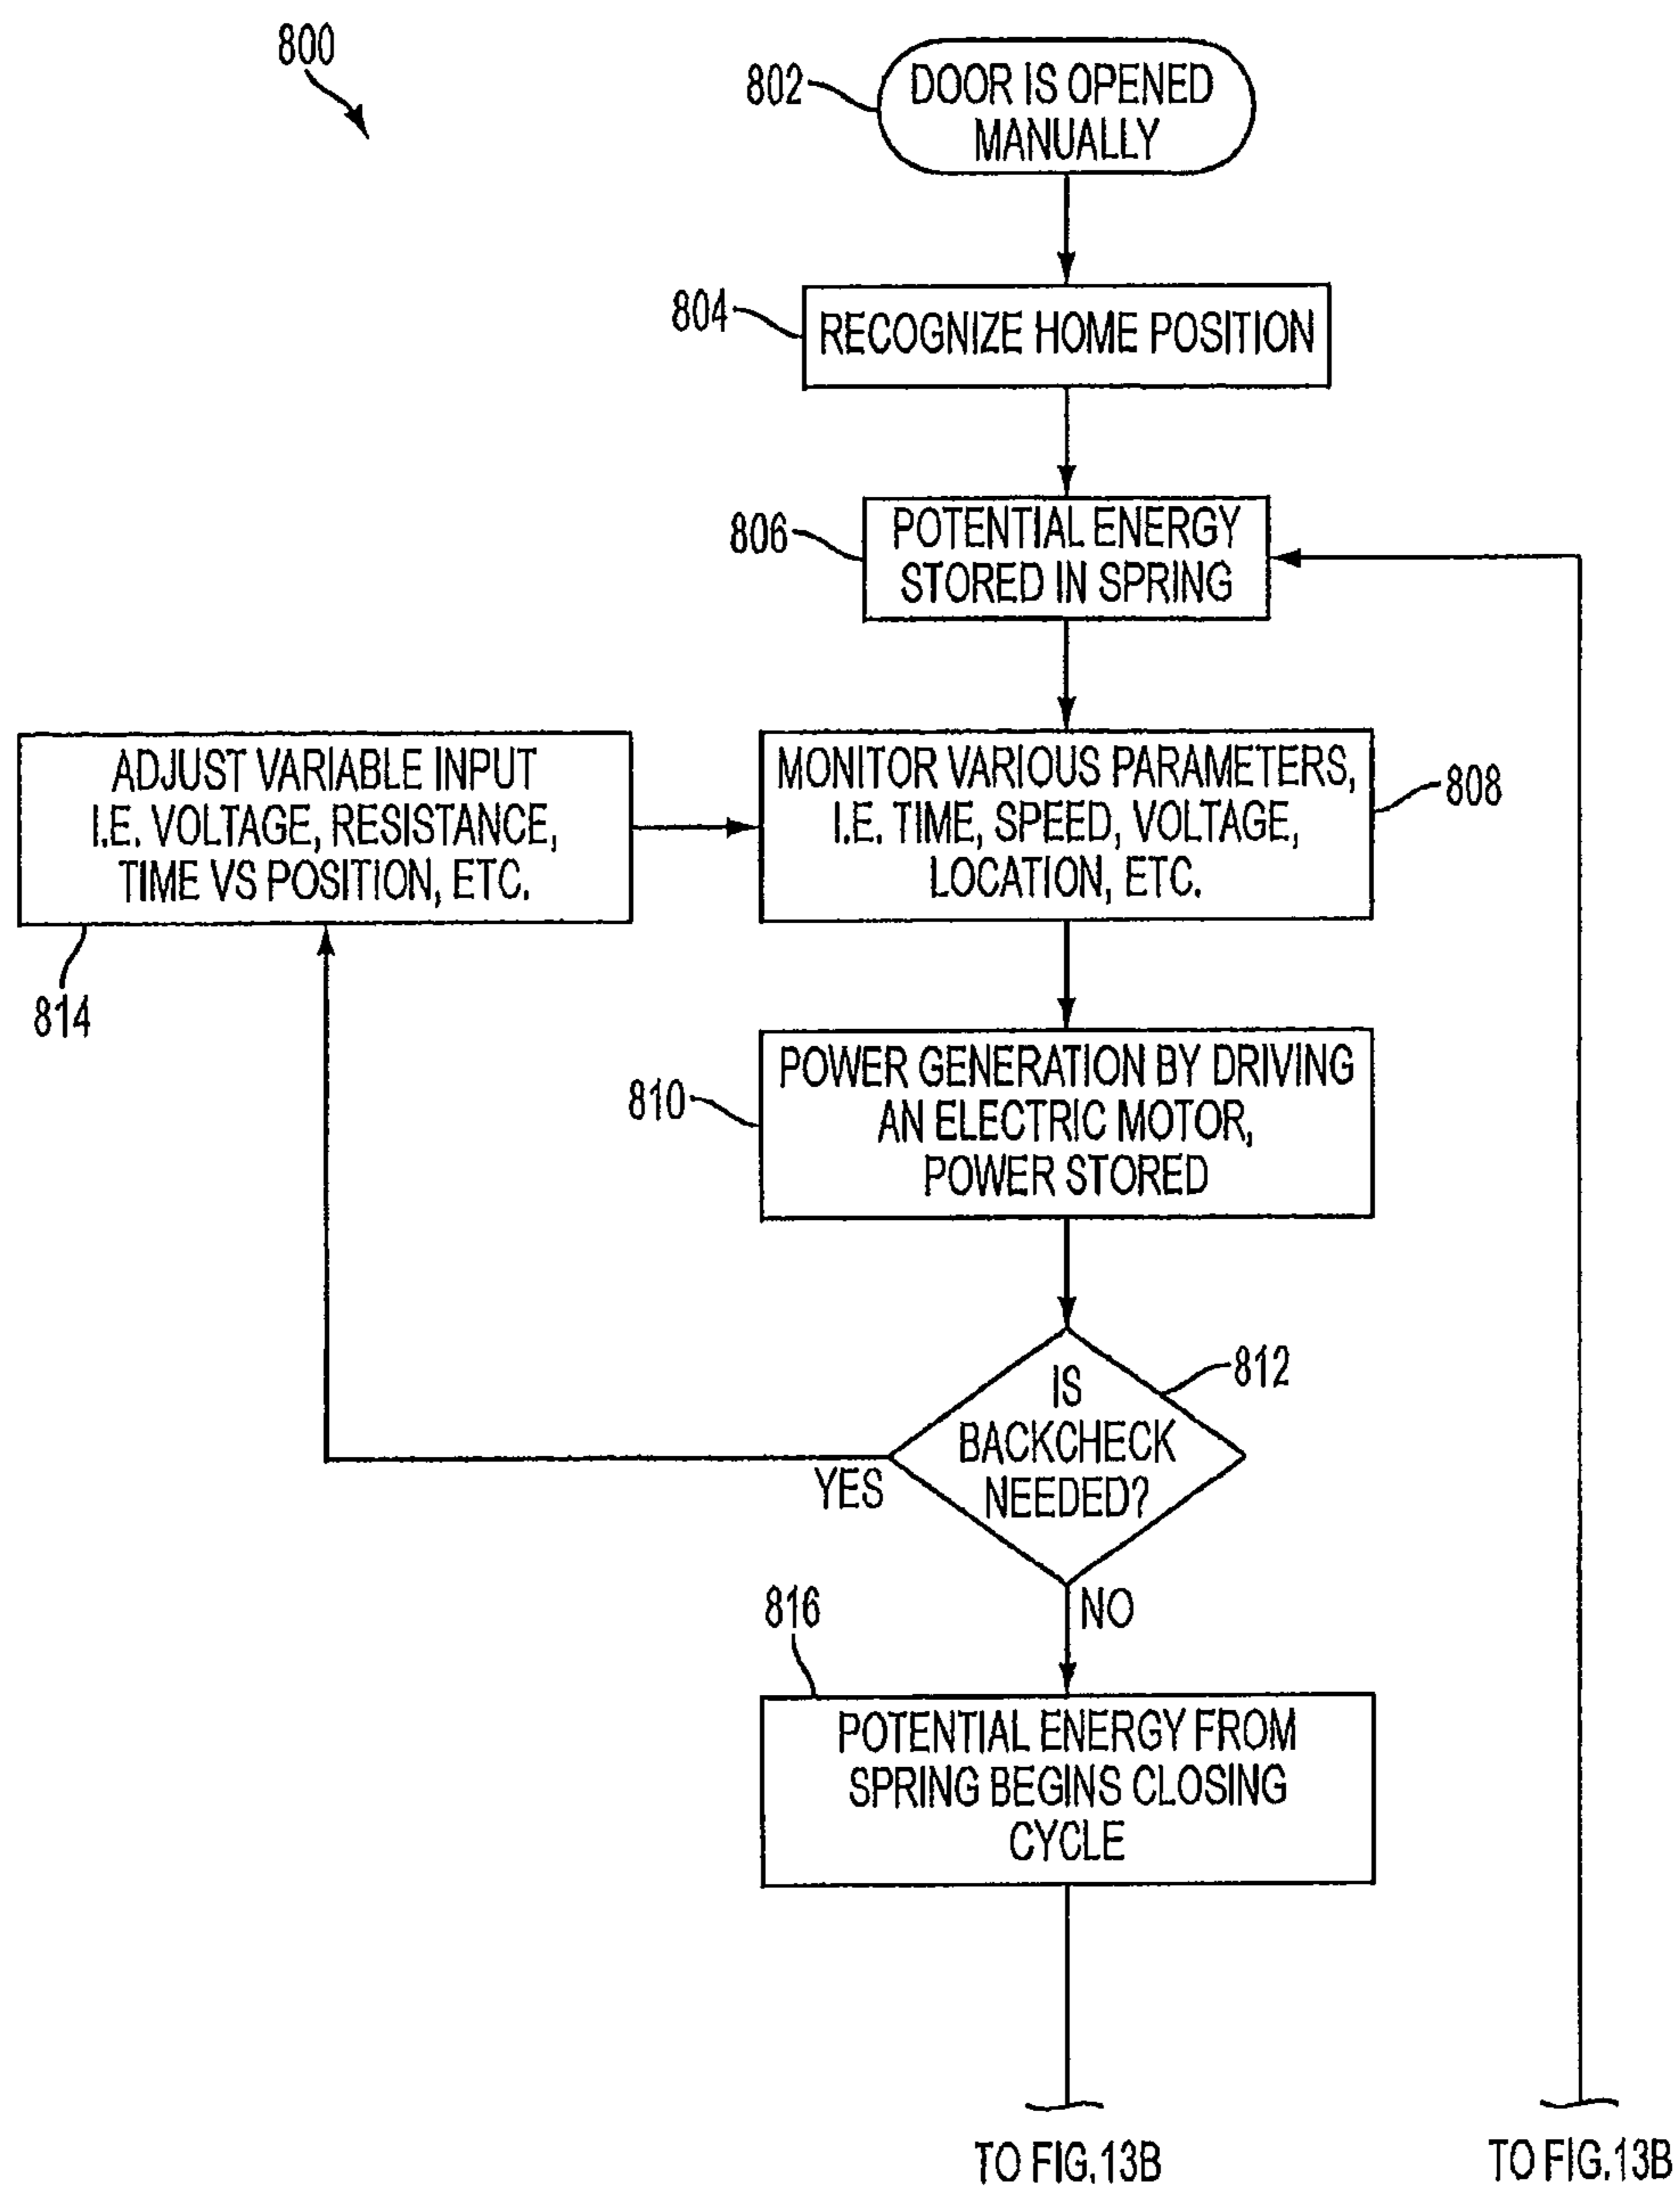 800
802
DOOR IS OPENED
MANUALLY
804
RECOGNIZE HOME POSITION
806
POTENTIAL ENERGY
STORED IN SPRING
ADJUST VARIABLE INPUT
I.E. VOLTAGE, RESISTANCE,
TIME VS POSITION, ETC.
814
MONITOR VARIOUS PARAMETERS,
I.E. TIME, SPEED, VOLTAGE,
LOCATION, ETC.
808
810
POWER GENERATION BY DRIVING
AN ELECTRIC MOTOR,
POWER STORED
812
IS
BACKCHECK
NEEDED?
YES
NO
816
POTENTIAL ENERGY FROM
SPRING BEGINS CLOSING
CYCLE
TO FIG.13B
TO FIG.13B